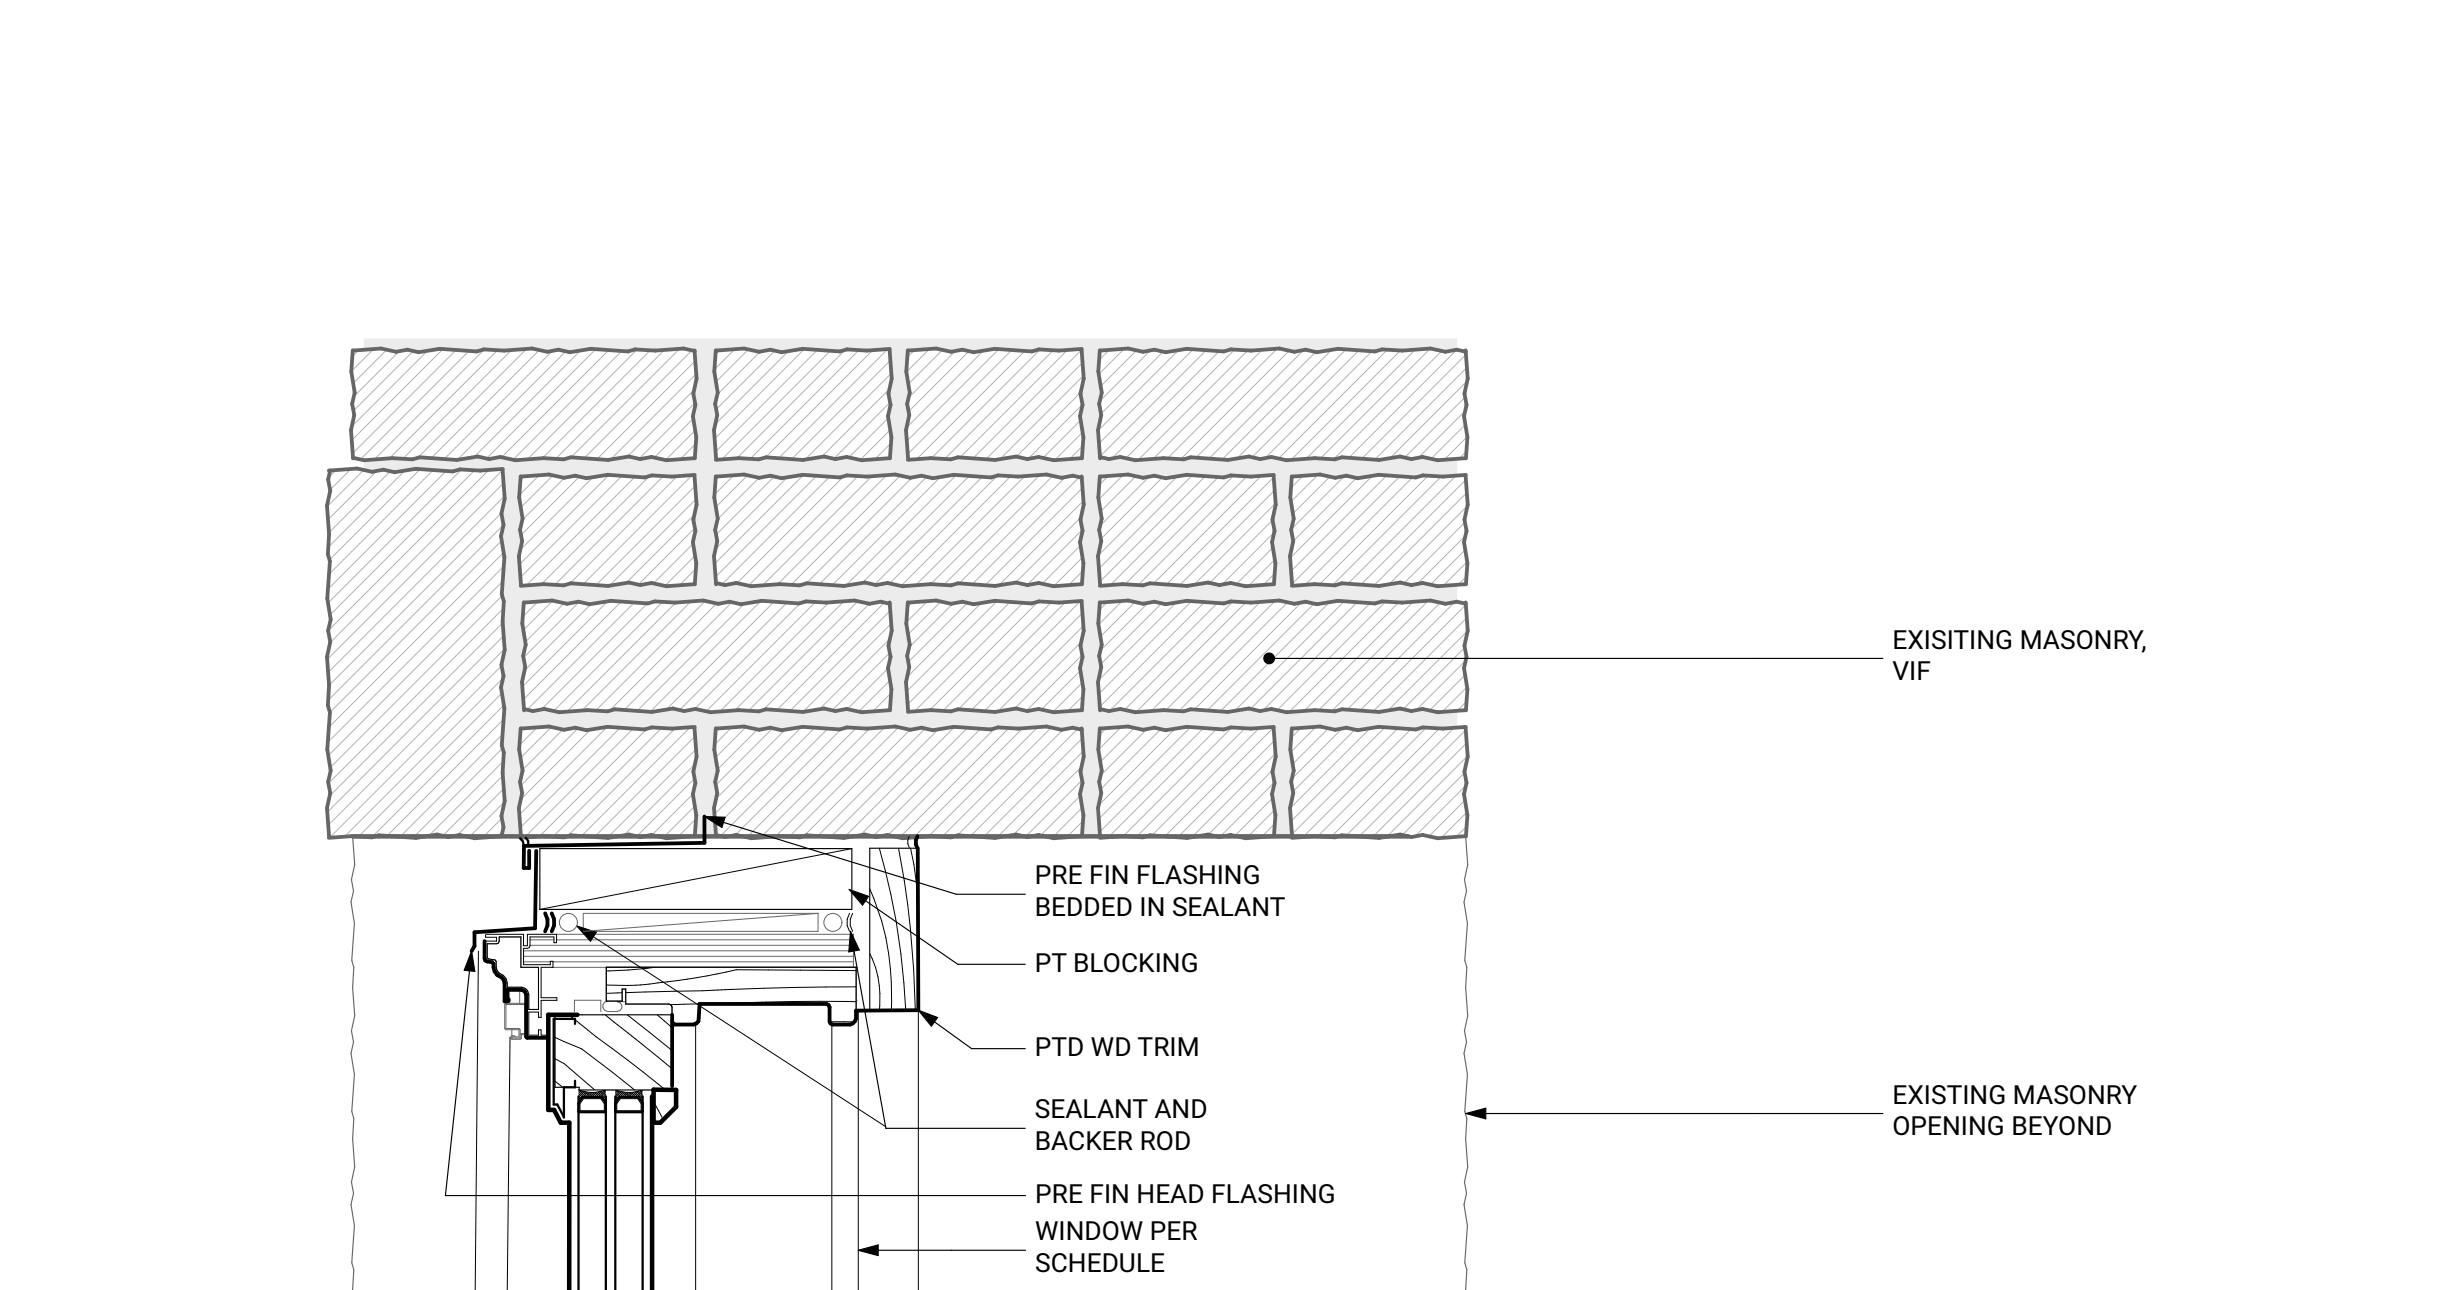 EXISITING MASONRY,
VIF
PRE FIN FLASHING
BEDDED IN SEALANT
PT BLOCKING
PTD WD TRIM
SEALANT AND
BACKER ROD
PRE FIN HEAD FLASHING
WINDOW PER
SCHEDULE
EXISTING MASONRY
OPENING BEYOND